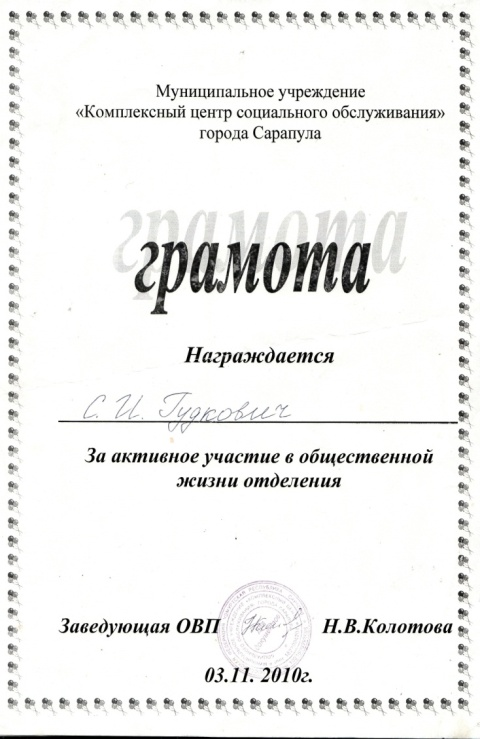 Муниципальное учреждение
«Комплексный центр социального обслуживания»
города Сарапула
грамота
Награждается
С. И. Гудкович
За активное участие в общественной
жизни отделения
Заведующая ОВП Н.В.Колотова
03.11. 2010г.